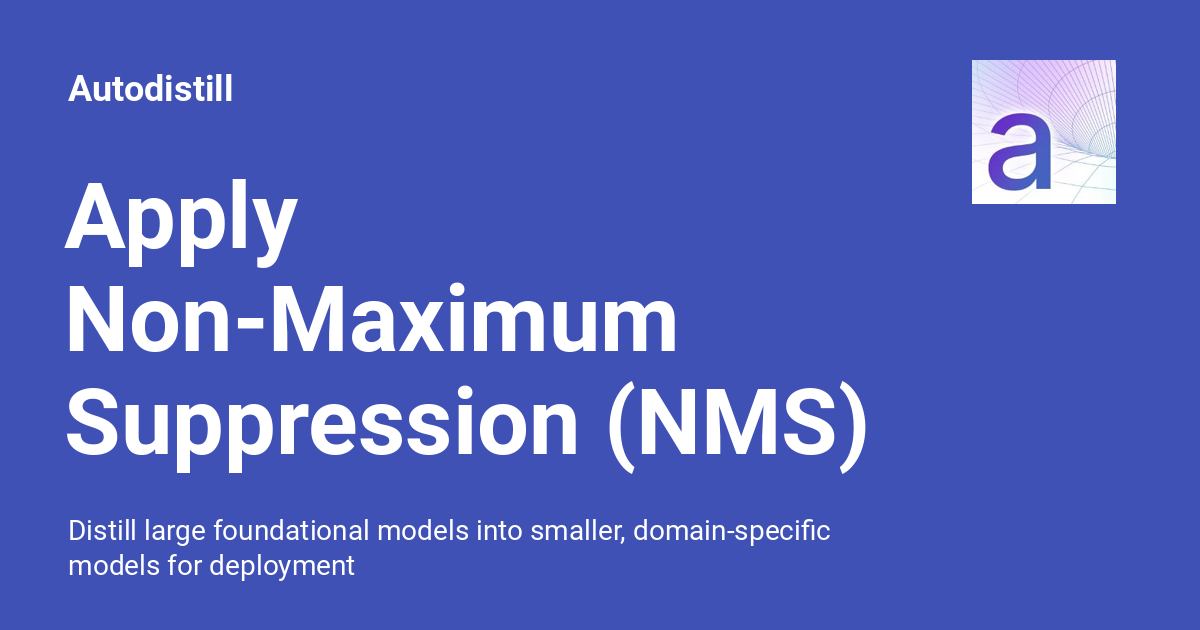 Autodistill
a
Apply
Non-Maximum
Suppression (NMS)
Distill large foundational models into smaller, domain-specific
models for deployment